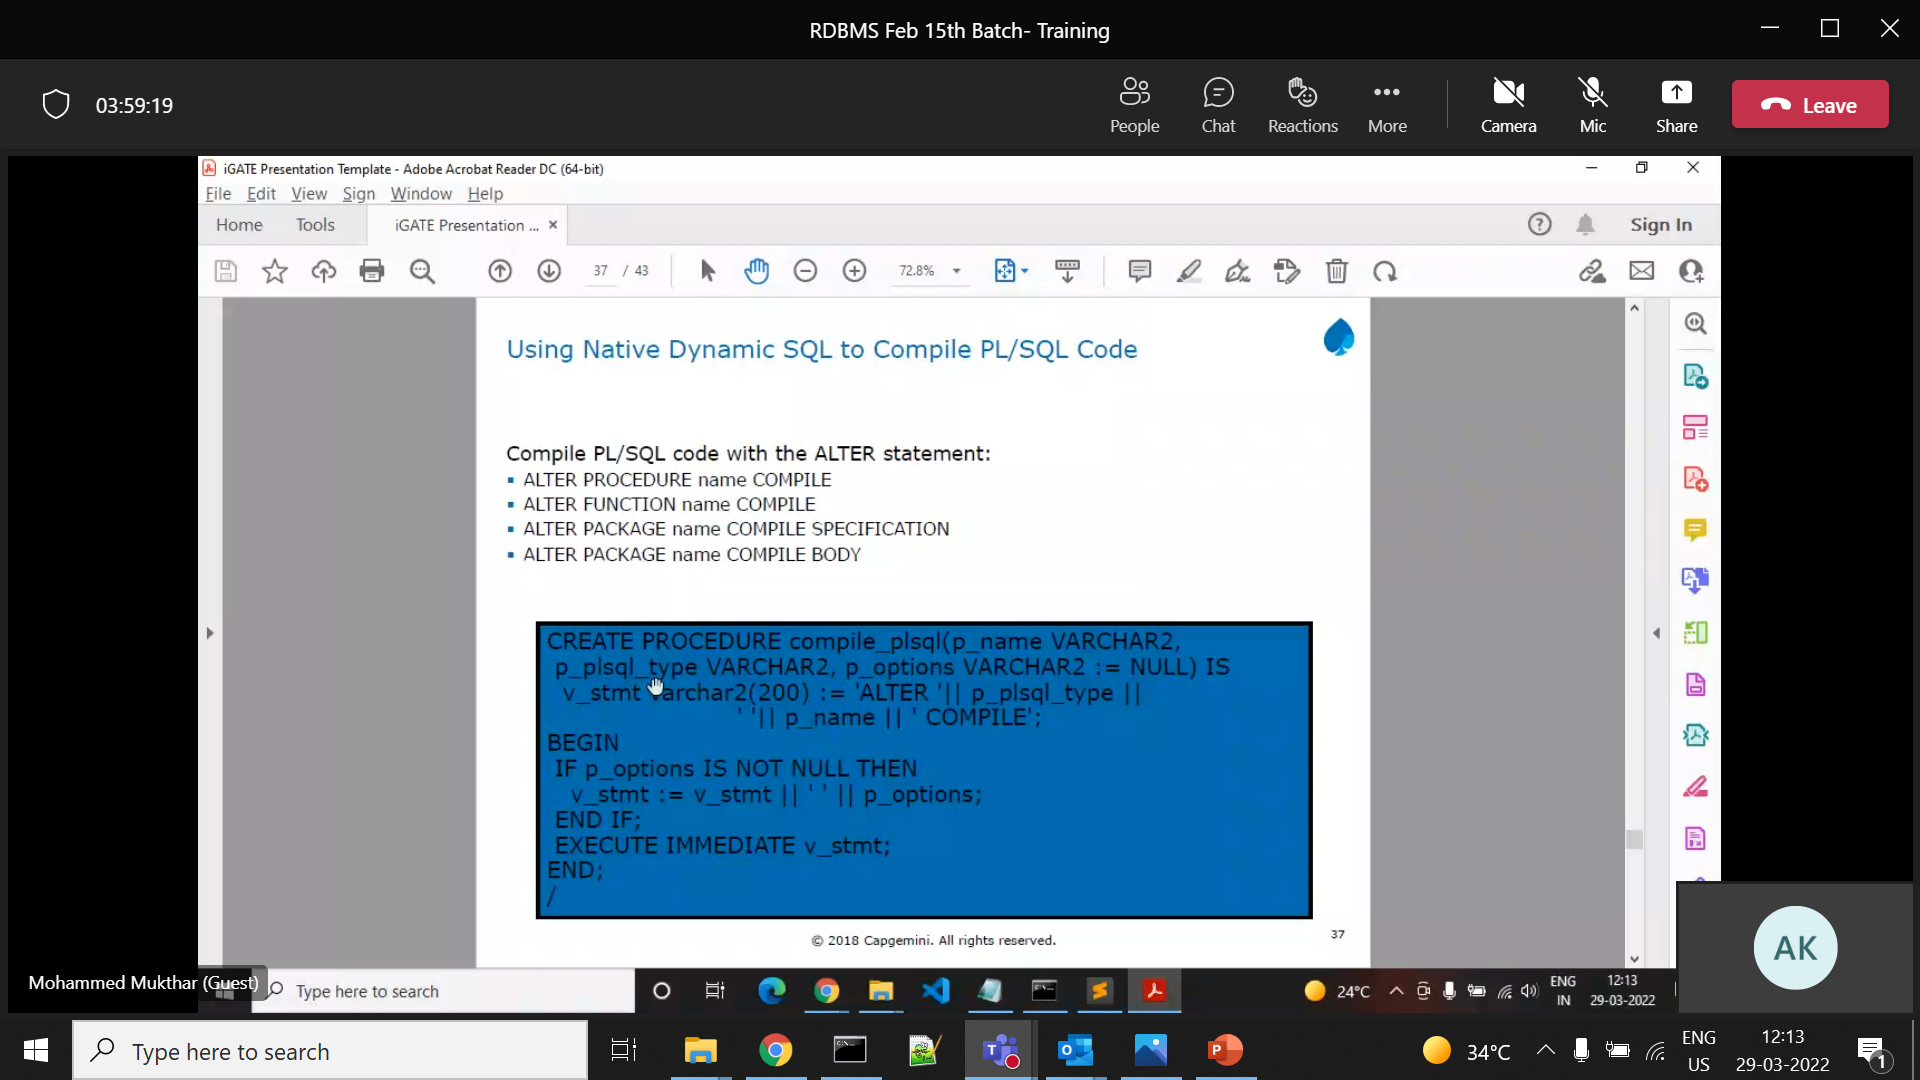 RDBMS Feb 15th Batch- Training
03:59:19
People
Chat
Reactions
More
Camera
Mic
Share
Leave
iGATE Presentation Template - Adobe Acrobat Reader DC (64-bit)
File Edit View Sign Window Help
Home Tools iGATE Presentation ... ×
Sign In
37 / 43
72.8%
Using Native Dynamic SQL to Compile PL/SQL Code
Compile PL/SQL code with the ALTER statement:
▪ ALTER PROCEDURE name COMPILE
▪ ALTER FUNCTION name COMPILE
▪ ALTER PACKAGE name COMPILE SPECIFICATION
▪ ALTER PACKAGE name COMPILE BODY
CREATE PROCEDURE compile_plsql(p_name VARCHAR2,
p_plsql_type VARCHAR2, p_options VARCHAR2 := NULL) IS
v_stmt varchar2(200) := 'ALTER '|| p_plsql_type ||
' '|| p_name || ' COMPILE';
BEGIN
IF p_options IS NOT NULL THEN
v_stmt := v_stmt || ' ' || p_options;
END IF;
EXECUTE IMMEDIATE v_stmt;
END;
/
© 2018 Capgemini. All rights reserved.
37
Mohammed Mukthar (Guest)
Type here to search
24°C
ENG
IN
12:13
29-03-2022
AK
Type here to search
34°C
ENG
US
12:13
29-03-2022
1